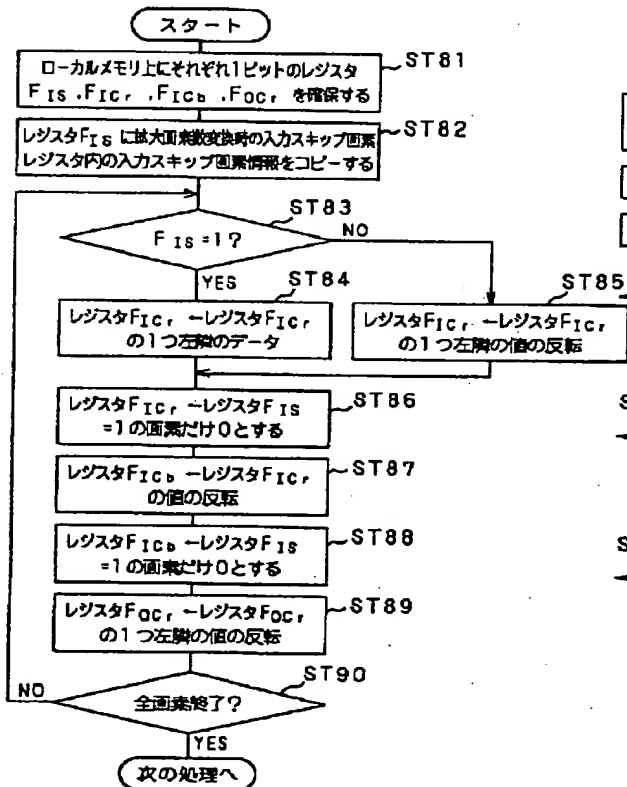 スタート
ST81
ローカルメモリ上にそれぞれ1ビットのレジスタ
FIS,FICr,FICb,FOCrを確保する
ST82
レジスタFISに拡大画素数変換時の入力スキップ画素
レジスタ内の入力スキップ画素情報をコピーする
ST83
FIS=1?
NO
YES
ST84
レジスタFICr←レジスタFICr
の1つ左隣のデータ
ST85
レジスタFICr←レジスタFICr
の1つ左隣の値の反転
ST86
レジスタFICr←レジスタFIS
=1の画素だけ0とする
ST87
レジスタFICb←レジスタFICr
の値の反転
ST88
レジスタFICb←レジスタFIS
=1の画素だけ0とする
ST89
レジスタFOCr←レジスタFOCr
の1つ左隣の値の反転
ST90
NO
全画素終了?
YES
次の処理へ
S
S